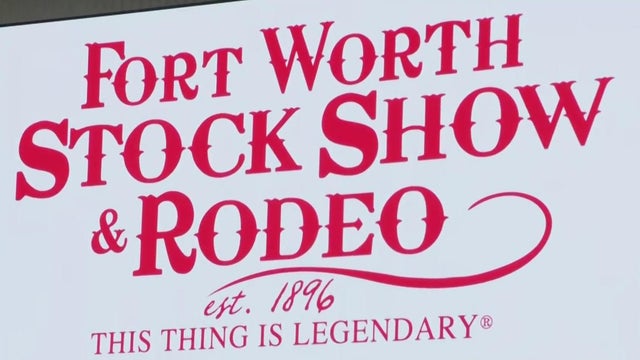 FORT WORTH
STOCK SHOW
& RODEO
est. 1896
THIS THING IS LEGENDARY®